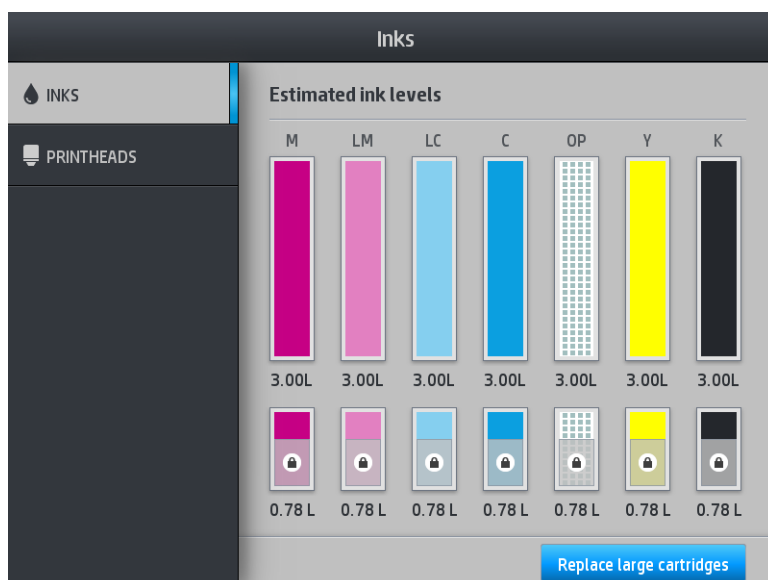 Inks
INKS
PRINTHEADS
Estimated ink levels
M LM LC C OP Y K
3.00L 3.00L 3.00L 3.00L 3.00L 3.00L 3.00L
0.78 L 0.78 L 0.78 L 0.78 L 0.78 L 0.78 L 0.78 L
Replace large cartridges